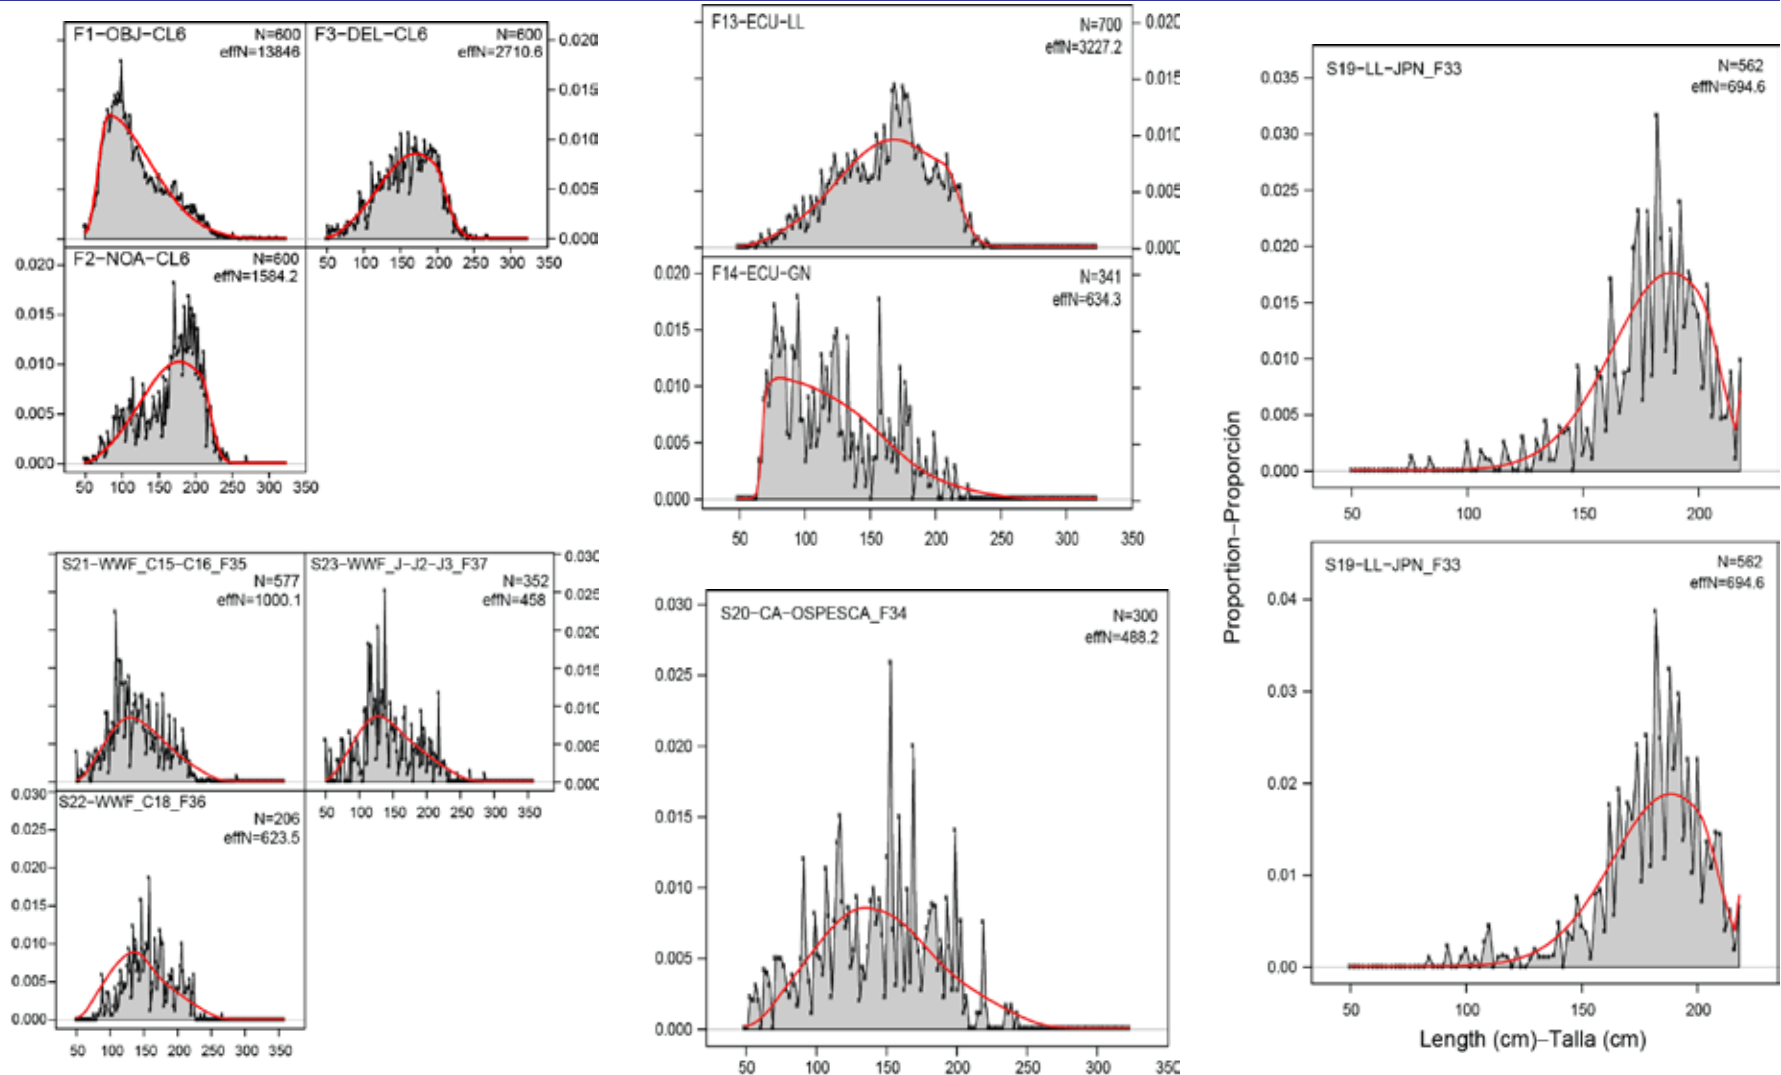 F1-OBJ-CL6
N=600
effN=13846
F3-DEL-CL6
N=600
effN=2710.6
0.020
0.015
0.010
0.005
0.000
50 100 150 200 250 300 350
F2-NOA-CL6
N=600
effN=1584.2
0.020
0.015
0.010
0.005
0.000
50 100 150 200 250 300 350
S21-WWF_C15-C16_F35
N=577
effN=1000.1
S23-WWF_J-J2-J3_F37
N=352
effN=458
0.030
0.025
0.020
0.015
0.010
0.005
0.000
50 100 150 200 250 300 350
S22-WWF_C18_F36
N=206
effN=623.5
0.030
0.025
0.020
0.015
0.010
0.005
0.000
50 100 150 200 250 300 350
F13-ECU-LL
N=700
effN=3227.2
0.020
0.015
0.010
0.005
0.000
F14-ECU-GN
N=341
effN=634.3
0.020
0.015
0.010
0.005
0.000
50 100 150 200 250 300 350
S20-CA-OSPESCA_F34
N=300
effN=488.2
0.030
0.025
0.020
0.015
0.010
0.005
0.000
50 100 150 200 250 300 350
Proportion–Proporción
S19-LL-JPN_F33
N=562
effN=694.6
0.035
0.030
0.025
0.020
0.015
0.010
0.005
0.000
50 100 150 200
S19-LL-JPN_F33
N=562
effN=694.6
0.04
0.03
0.02
0.01
0.00
50 100 150 200
Length (cm)–Talla (cm)